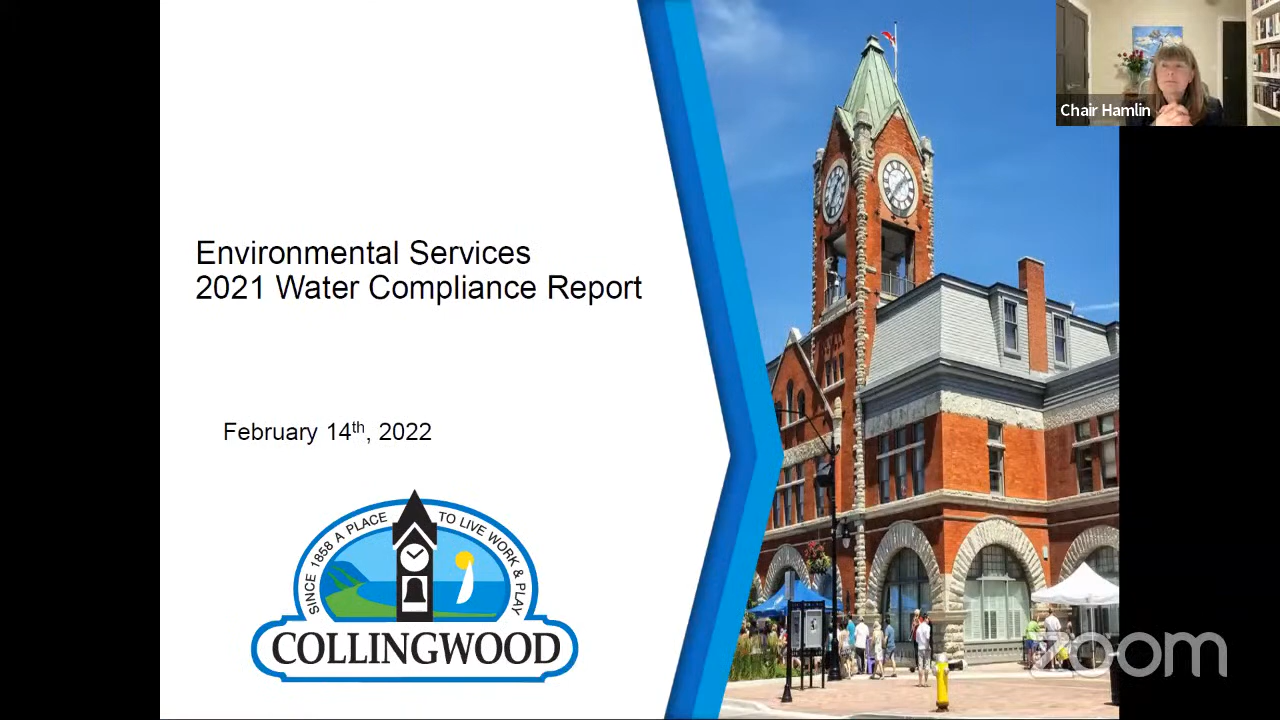 Environmental Services
2021 Water Compliance Report
February 14th, 2022
SINCE 1858 A PLACE TO LIVE WORK & PLAY
COLLINGWOOD
Chair Hamlin
zoom